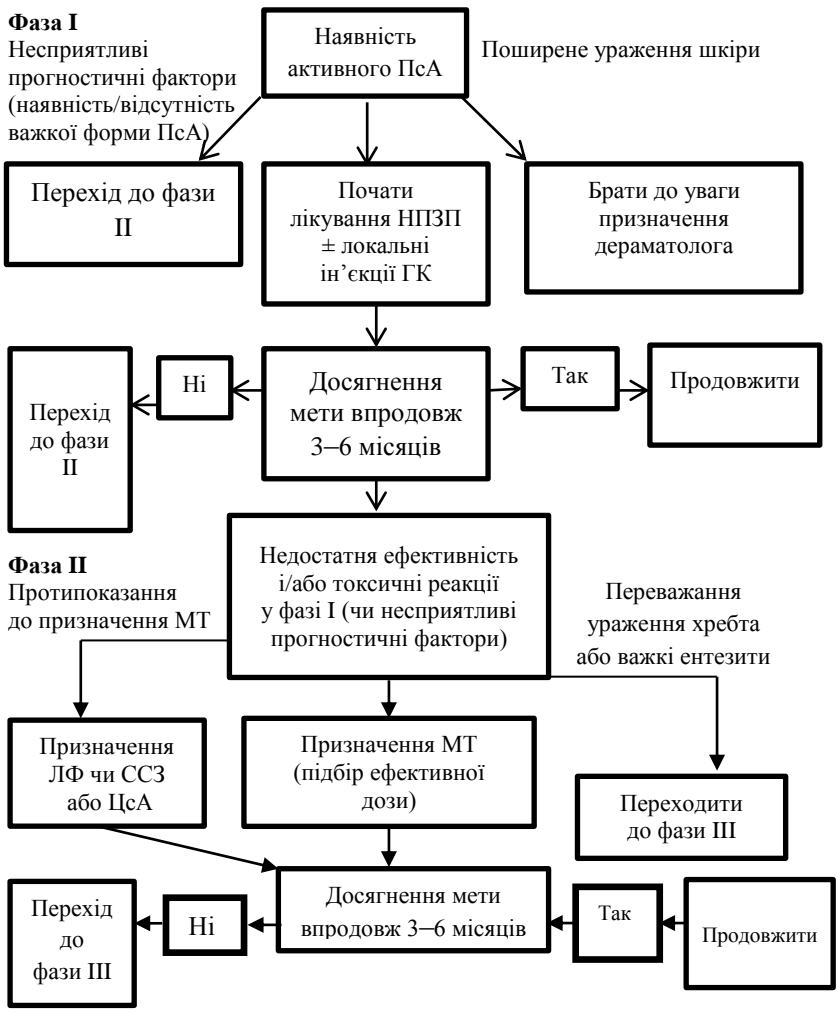 Фаза I
Несприятливі
прогностичні фактори
(наявність/відсутність
важкої форми ПсА)
Наявність
активного ПсА
Поширене ураження шкіри
Перехід до фази
II
Почати
лікування НПЗП
± локальні
ін’єкції ГК
Брати до уваги
призначення
дераматолога
Перехід
до фази
II
Ні
Досягнення
мети впродовж
3–6 місяців
Так
Продовжити
Фаза II
Протипоказання
до призначення МТ
Недостатня ефективність
і/або токсичні реакції
у фазі I (чи несприятливі
прогностичні фактори)
Переважання
ураження хребта
або важкі ентезити
Призначення
ЛФ чи ССЗ
або ЦсА
Призначення МТ
(підбір ефективної
дози)
Переходити
до фази III
Перехід
до
фази III
Ні
Досягнення мети
впродовж 3–6 місяців
Так
Продовжити